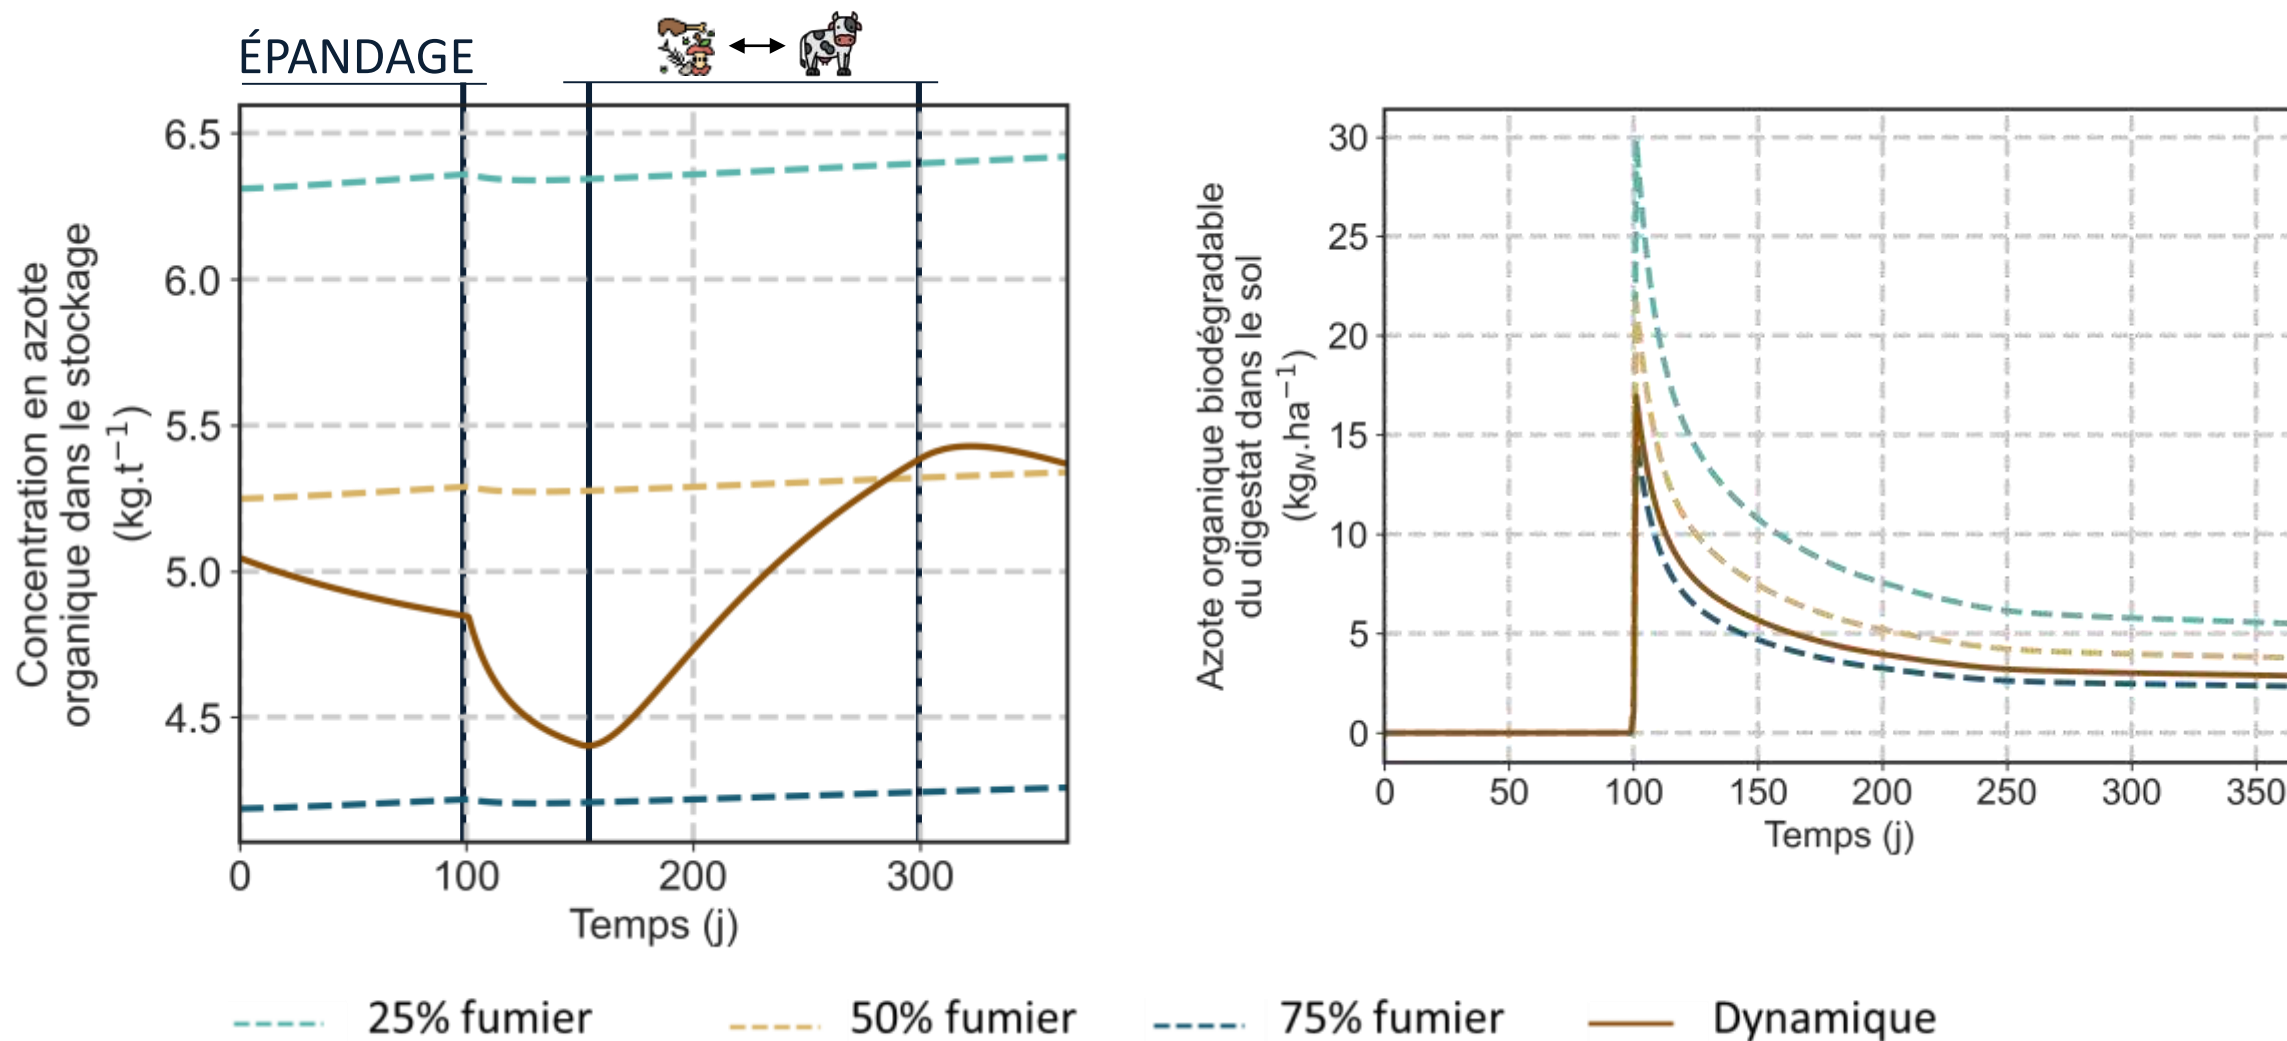 ÉPANDAGE
6.5
6.0
5.5
5.0
4.5
0 100 200 300
Temps (j)
Concentration en azote
organique dans le stockage
(kg.t⁻¹)
30
25
20
15
10
5
0
0 50 100 150 200 250 300 350
Temps (j)
Azote organique biodégradable
du digestat dans le sol
(kg_N.ha⁻¹)
25% fumier 50% fumier 75% fumier Dynamique